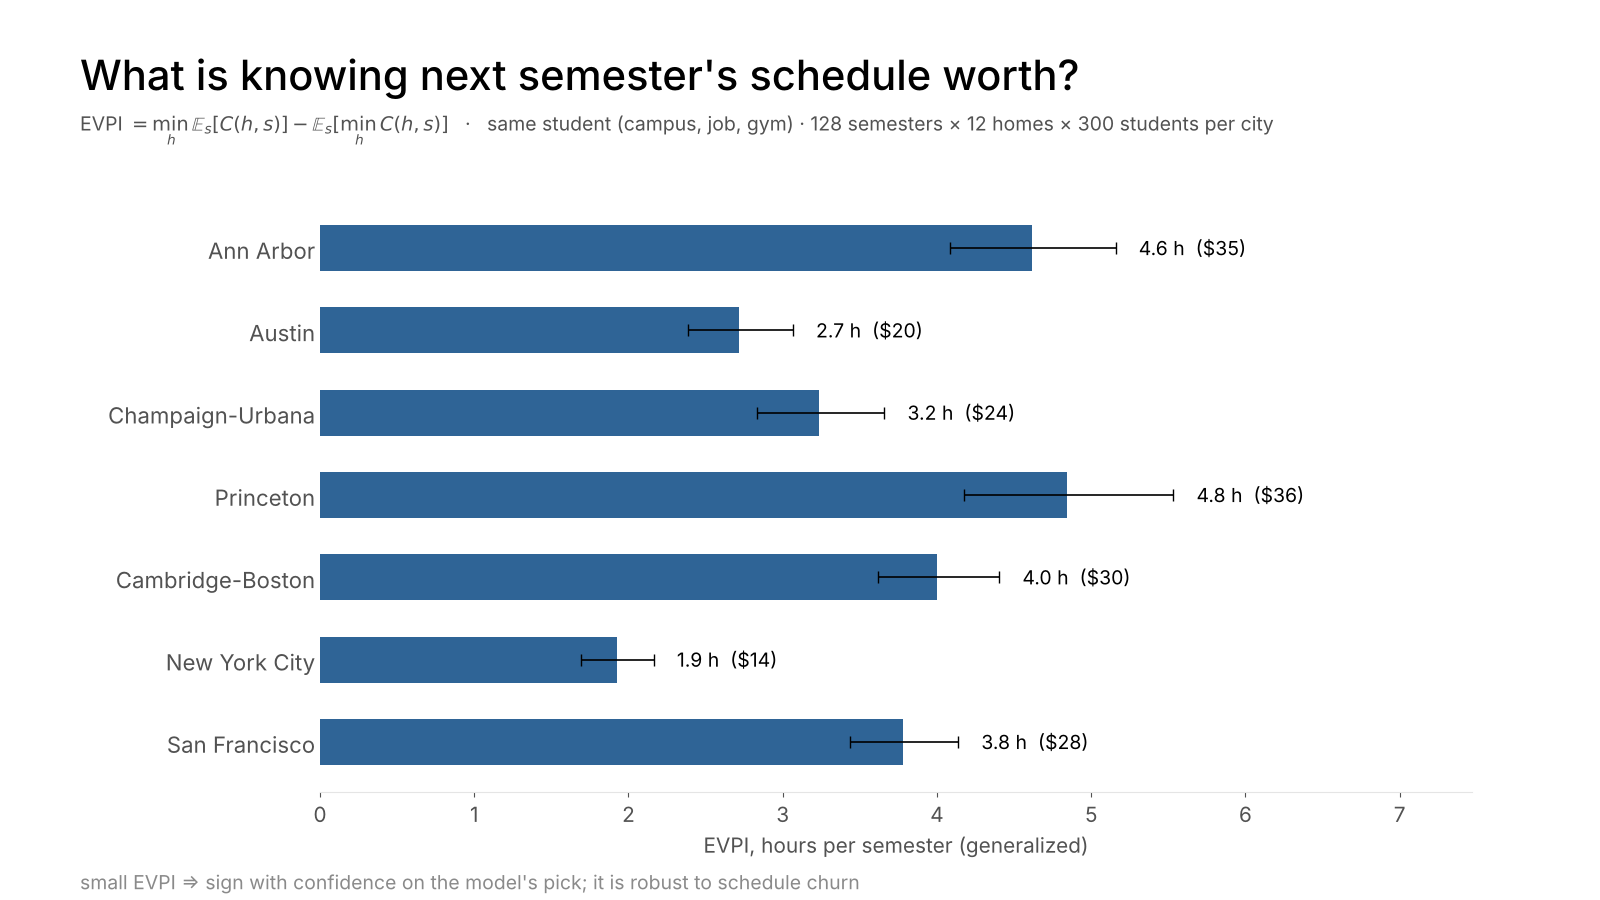 What is knowing next semester's schedule worth?
EVPI = min_h 𝔼_s[C(h, s)] − 𝔼_s[min_h C(h, s)] · same student (campus, job, gym) · 128 semesters × 12 homes × 300 students per city
Ann Arbor 4.6 h ($35)
Austin 2.7 h ($20)
Champaign-Urbana 3.2 h ($24)
Princeton 4.8 h ($36)
Cambridge-Boston 4.0 h ($30)
New York City 1.9 h ($14)
San Francisco 3.8 h ($28)
0 1 2 3 4 5 6 7
EVPI, hours per semester (generalized)
small EVPI ⇒ sign with confidence on the model's pick; it is robust to schedule churn